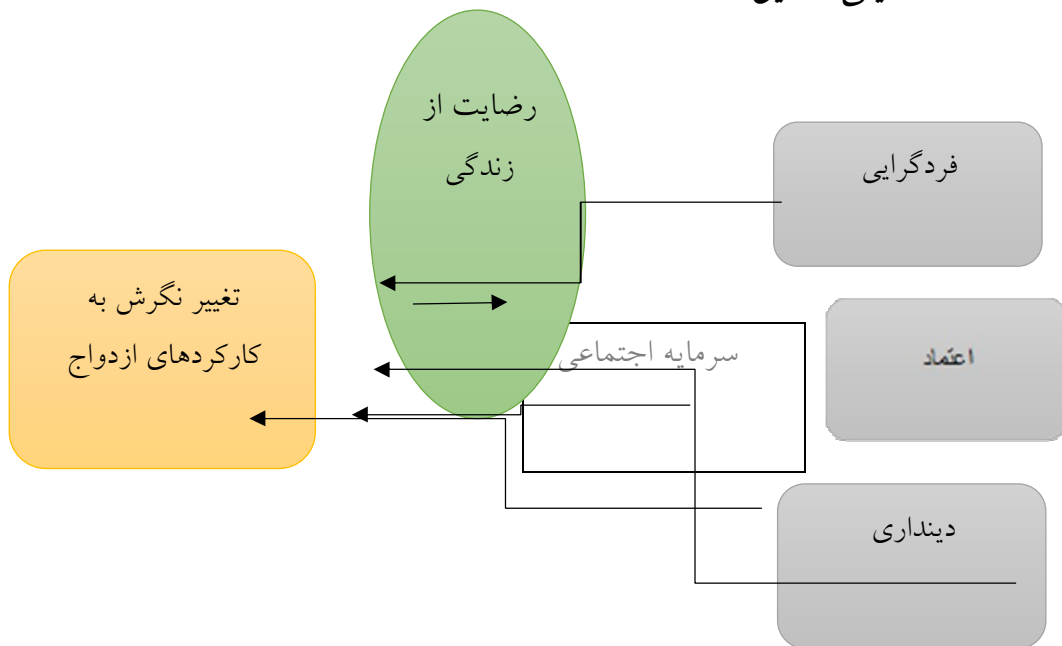 رضایت از
زندگی
فردگرایی
تغییر نگرش به
کارکردهای ازدواج
سرمایه اجتماعی
اعتماد
دینداری